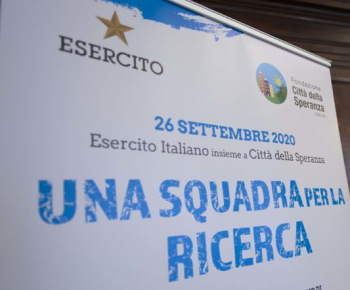 ESERCITO
Fondazione
Città della
Speranza
26 SETTEMBRE 2020
Esercito Italiano insieme a Città della Speranza
UNA SQUADRA PER LA
RICERCA